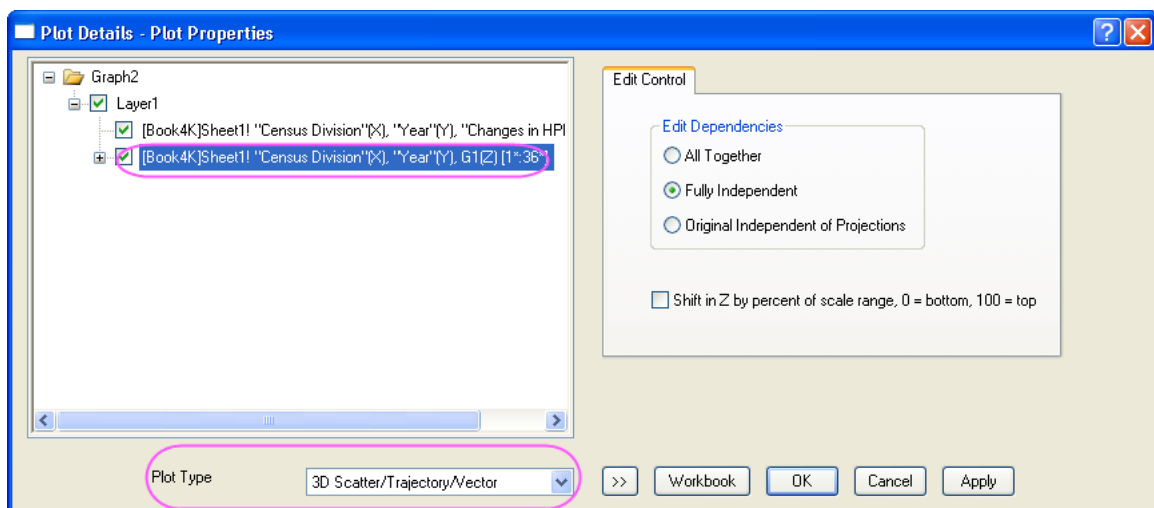 Plot Details - Plot Properties
Graph2
Layer1
[Book4K]Sheet1! "Census Division"(X), "Year"(Y), "Changes in HPI
[Book4K]Sheet1! "Census Division"(X), "Year"(Y), G1(Z) [1*:36*]
Plot Type
3D Scatter/Trajectory/Vector
Edit Control
Edit Dependencies
All Together
Fully Independent
Original Independent of Projections
Shift in Z by percent of scale range, 0 = bottom, 100 = top
>>
Workbook
OK
Cancel
Apply